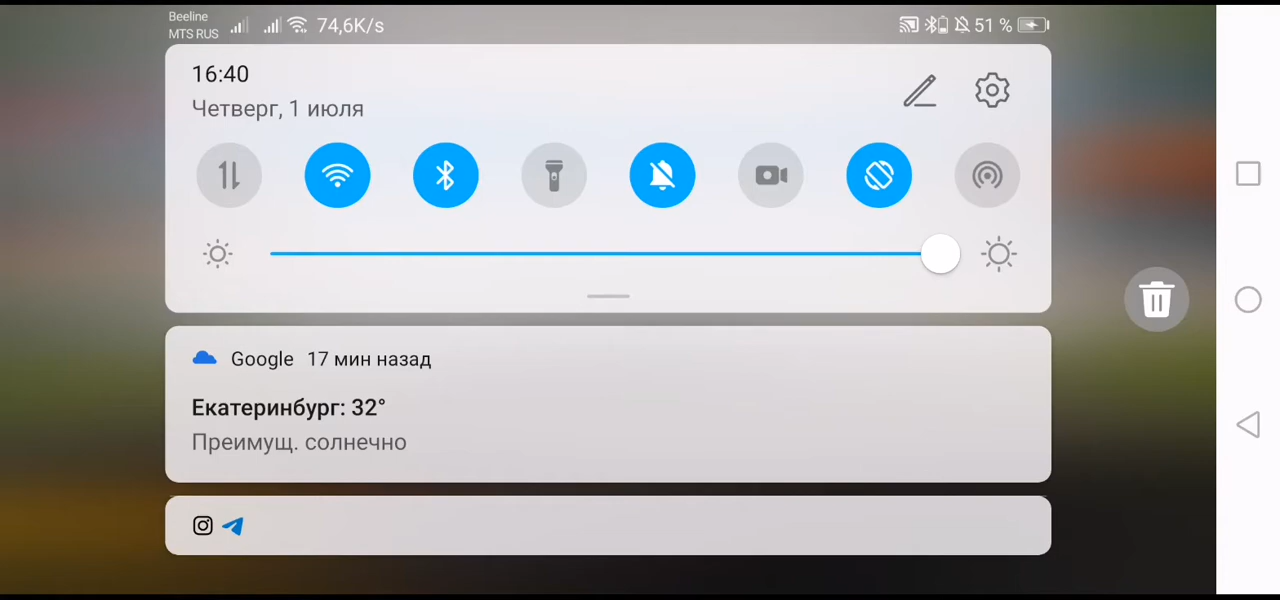 Beeline
MTS RUS
74,6K/s
51 %
16:40
Четверг, 1 июля
Google 17 мин назад
Екатеринбург: 32°
Преимущ. солнечно